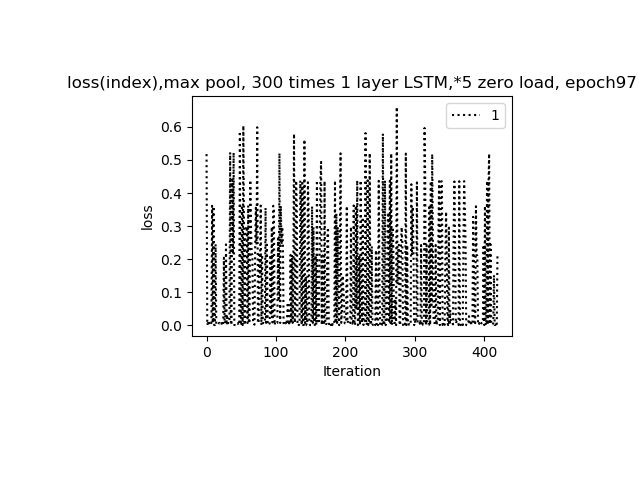 loss(index),max pool, 300 times 1 layer LSTM,*5 zero load, epoch97
1
0.6
0.5
0.4
0.3
0.2
0.1
0.0
loss
0 100 200 300 400
Iteration